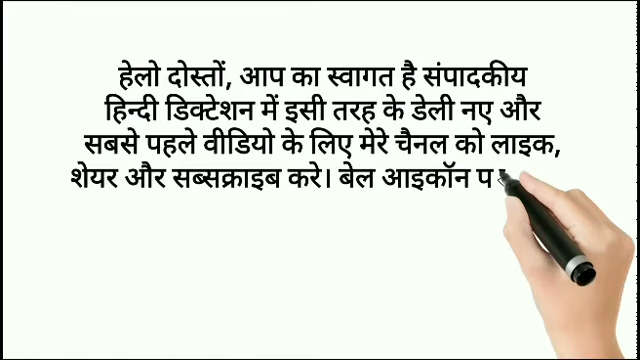 हेलो दोस्तों, आप का स्वागत है संपादकीय
हिन्दी डिक्टेशन में इसी तरह के डेली नए और
सबसे पहले वीडियो के लिए मेरे चैनल को लाइक,
शेयर और सब्सक्राइब करे। बेल आइकॉन प